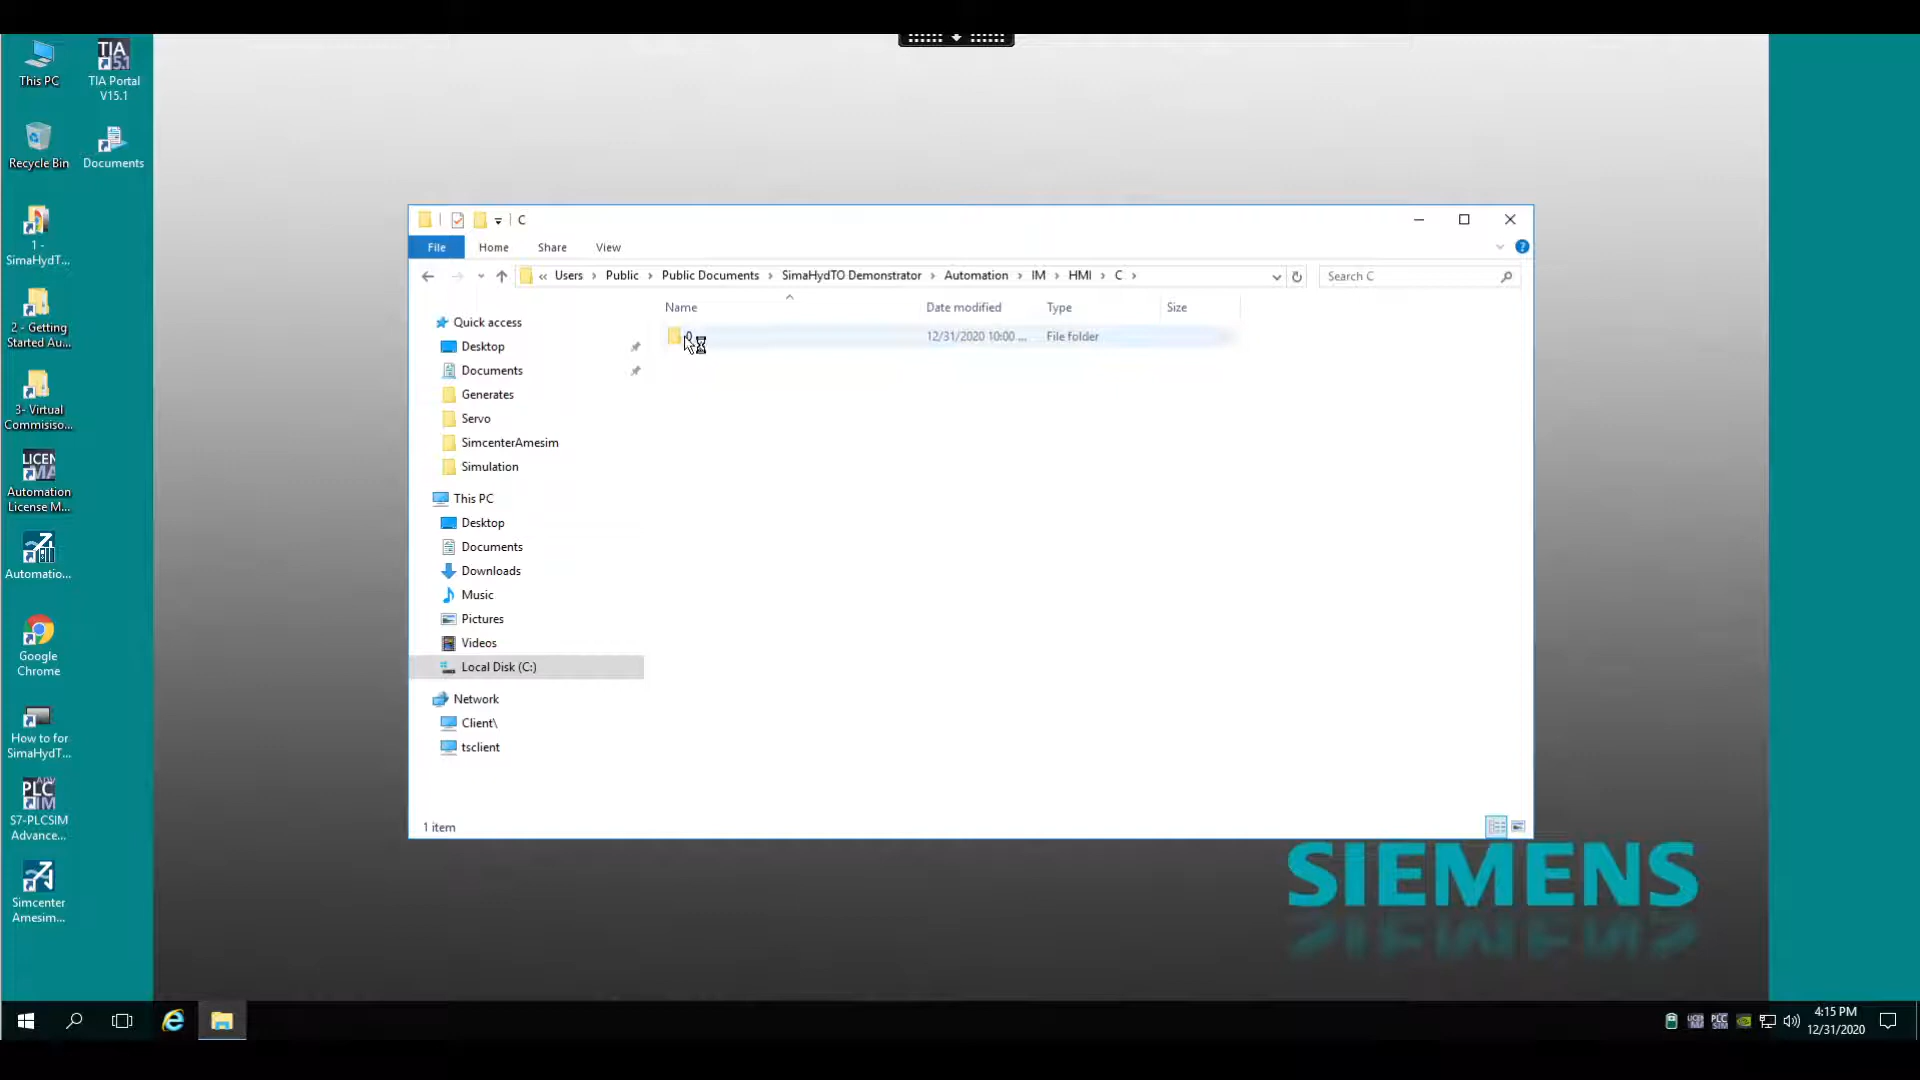 This PC
TIA Portal
V15.1
Recycle Bin
Documents
1 -
SimaHydT...
2 - Getting
Started Au...
3- Virtual
Commisiso...
Automation
License M...
Automatio...
Google
Chrome
How to for
SimaHydT...
S7-PLCSIM
Advance...
Simcenter
Amesim...
C
File Home Share View
« Users › Public › Public Documents › SimaHydTO Demonstrator › Automation › IM › HMI › C ›
Search C
Name Date modified Type Size
0 12/31/2020 10:00 ... File folder
Quick access
Desktop
Documents
Generates
Servo
SimcenterAmesim
Simulation
This PC
Desktop
Documents
Downloads
Music
Pictures
Videos
Local Disk (C:)
Network
Client\
tsclient
1 item
SIEMENS
4:15 PM
12/31/2020